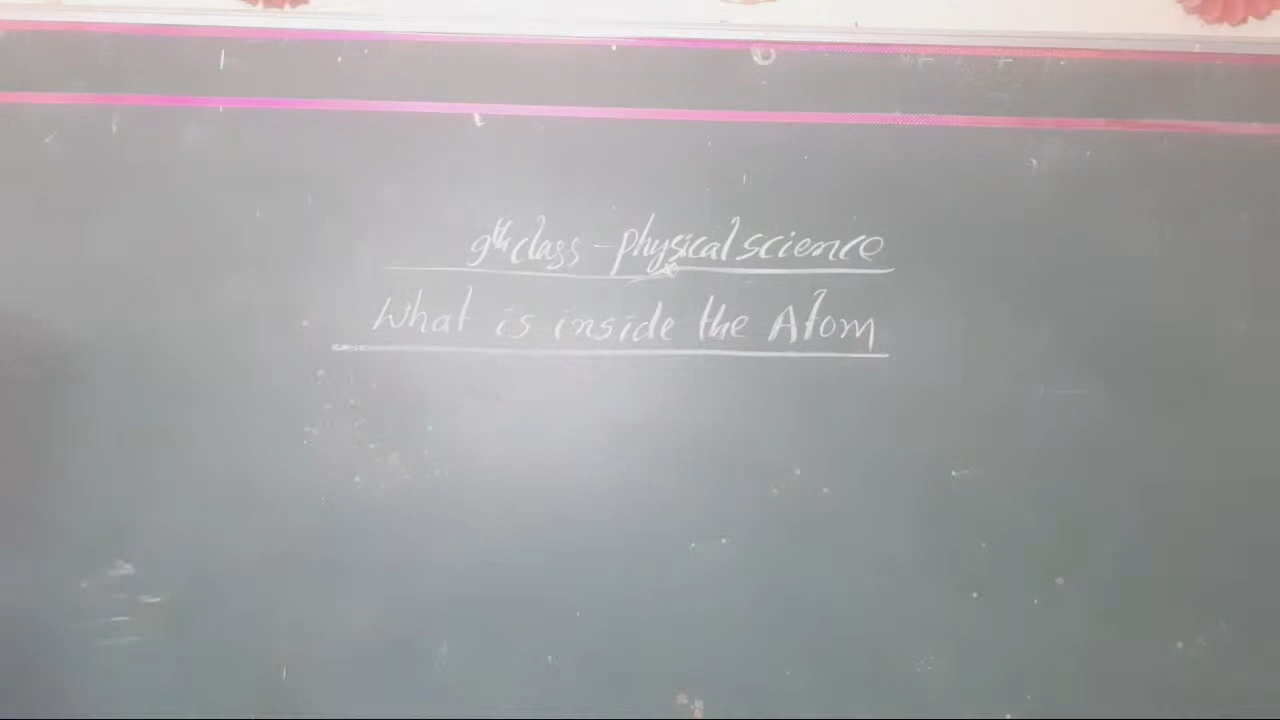 9th class - physical science
What is inside the Atom